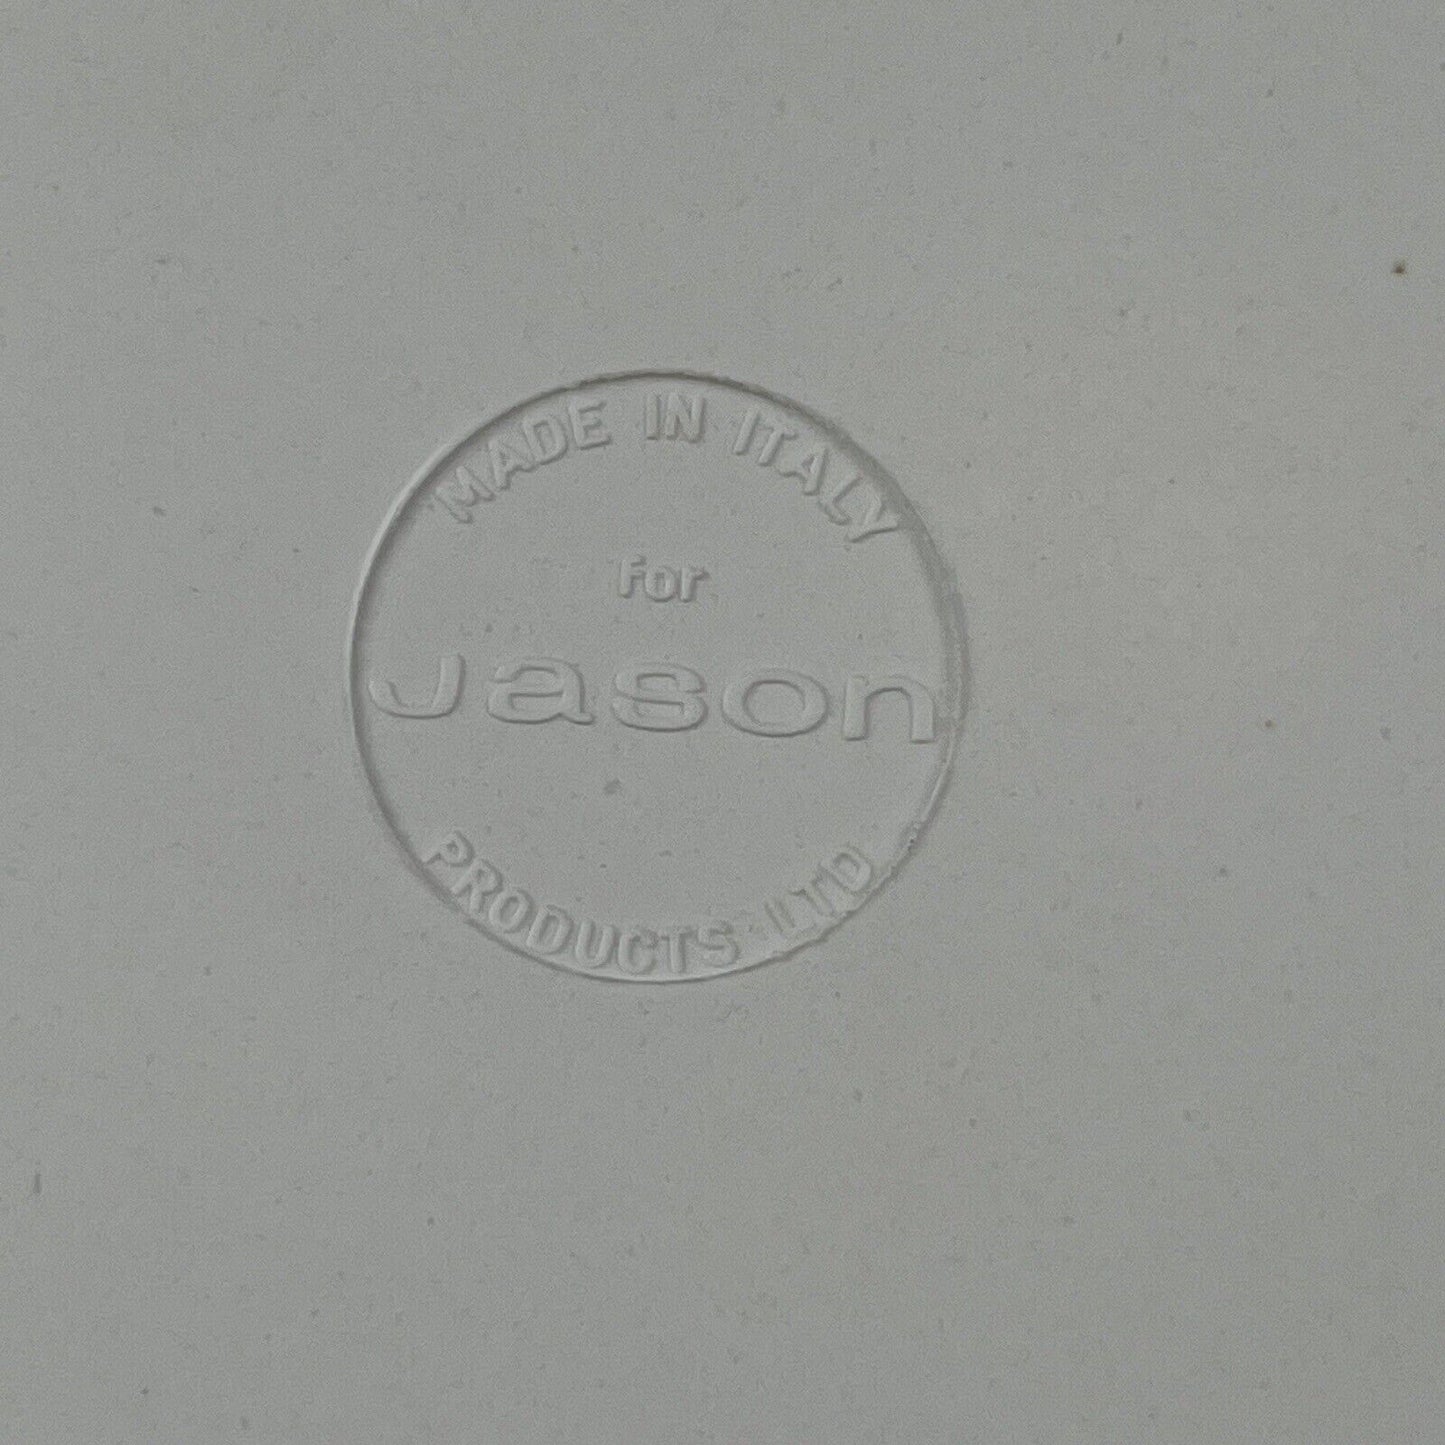 MADE IN ITALY
for
Jason
PRODUCTS LTD